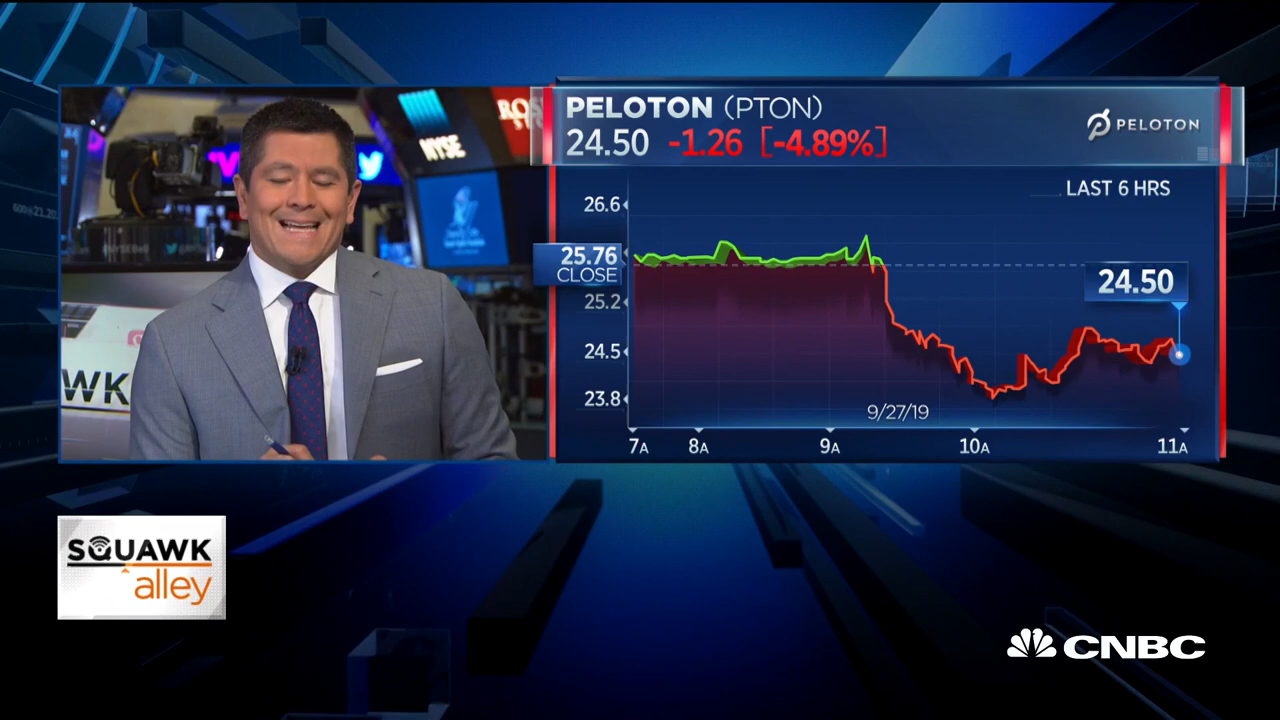 PELOTON (PTON)
24.50 -1.26 [-4.89%]
PELOTON
LAST 6 HRS
26.6
25.76
CLOSE
25.2
24.5
23.8
24.50
9/27/19
7A 8A 9A 10A 11A
NYSE
WK
SQUAWK
alley
CNBC